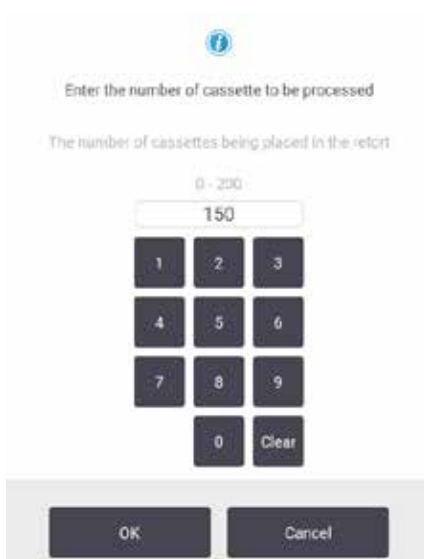 Enter the number of cassette to be processed
The number of cassettes being placed in the retort
0 - 200
150
1 2 3
4 5 6
7 8 9
0 Clear
OK Cancel